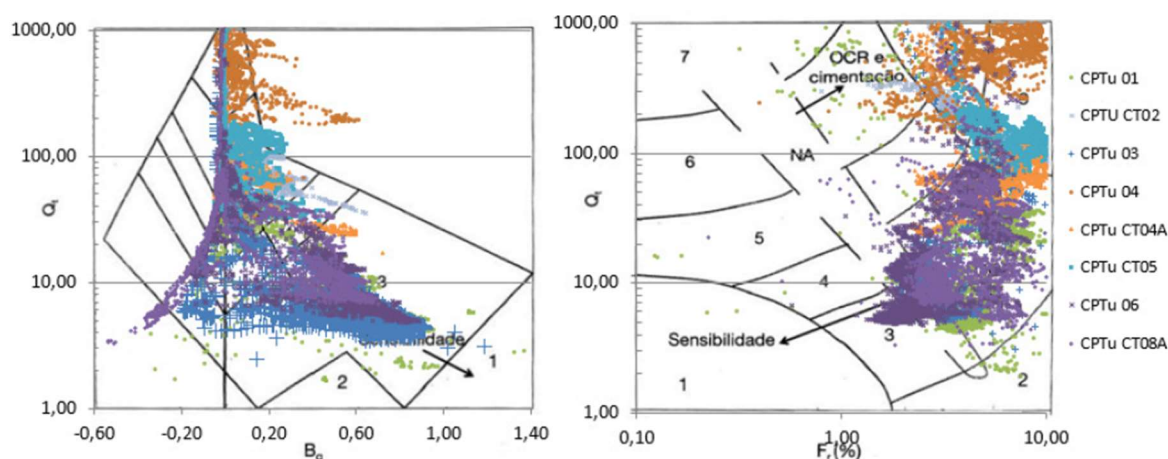 1000,00
100,00
Qt
10,00
1,00
-0,60
-0,20
0,20
0,60
1,00
1,40
3
Sensibilidade
1
2
1000,00
100,00
Qt
10,00
1,00
0,10
1,00
10,00
Fr(%)
7
OCR e
cimentação
9
NA
6
5
4
Sensibilidade
3
1
2
CPTu 01
CPTU CT02
CPTu 03
CPTu 04
CPTu CT04A
CPTu CT05
CPTu 06
CPTu CT08A